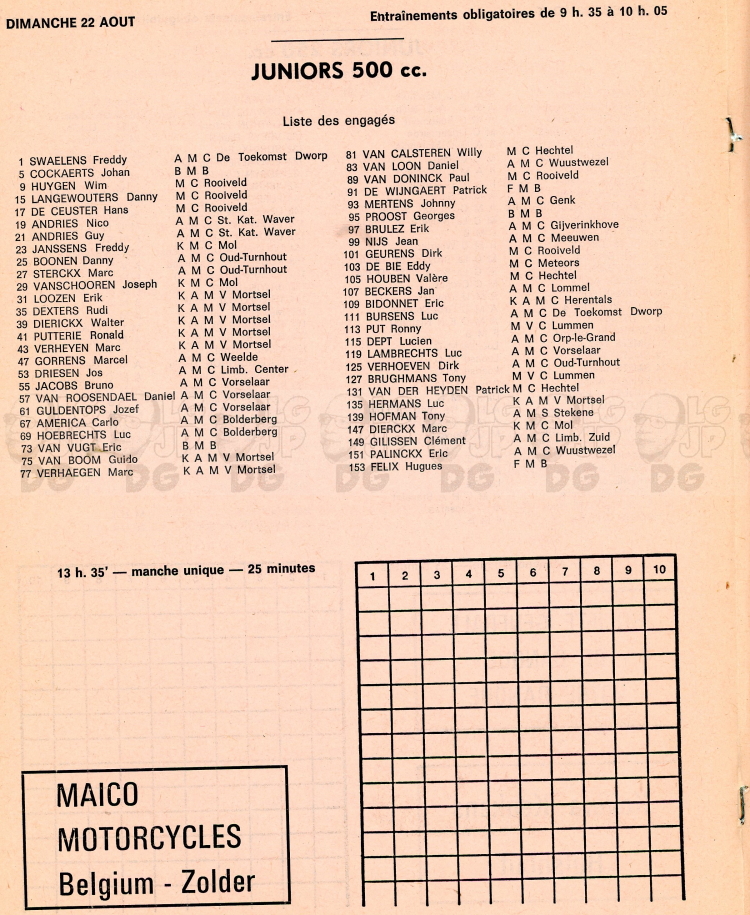 DIMANCHE 22 AOUT
Entraînements obligatoires de 9 h. 35 à 10 h. 05
JUNIORS 500 cc.
Liste des engagés
1 SWAELENS Freddy A M C De Toekomst Dworp
5 COCKAERTS Johan B M B
9 HUYGEN Wim M C Rooiveld
15 LANGEWOUTERS Danny M C Rooiveld
17 DE CEUSTER Hans M C Rooiveld
19 ANDRIES Nico A M C St. Kat. Waver
21 ANDRIES Guy A M C St. Kat. Waver
23 JANSSENS Freddy K M C Mol
25 BOONEN Danny A M C Oud-Turnhout
27 STERCKX Marc A M C Oud-Turnhout
29 VANSCHOOREN Joseph K M C Mol
31 LOOZEN Erik K A M V Mortsel
35 DEXTERS Rudi K A M V Mortsel
39 DIERICKX Walter K A M V Mortsel
41 PUTTERIE Ronald K A M V Mortsel
43 VERHEYEN Marc K A M V Mortsel
47 GORRENS Marcel A M C Weelde
53 DRIESEN Jos A M C Limb. Center
55 JACOBS Bruno A M C Vorselaar
57 VAN ROOSENDAEL Daniel A M C Vorselaar
61 GULDENTOPS Jozef A M C Vorselaar
67 AMERICA Carlo A M C Bolderberg
69 HOEBRECHTS Luc A M C Bolderberg
73 VAN VUGT Eric B M B
75 VAN BOOM Guido K A M V Mortsel
77 VERHAEGEN Marc K A M V Mortsel
81 VAN CALSTEREN Willy M C Hechtel
83 VAN LOON Daniel A M C Wuustwezel
89 VAN DONINCK Paul M C Rooiveld
91 DE WIJNGAERT Patrick F M B
93 MERTENS Johnny A M C Genk
95 PROOST Georges B M B
97 BRULEZ Erik A M C Gijverinkhove
99 NIJS Jean A M C Meeuwen
101 GEURENS Dirk M C Rooiveld
103 DE BIE Eddy M C Meteors
105 HOUBEN Valère M C Hechtel
107 BECKERS Jan A M C Lommel
109 BIDONNET Eric K A M C Herentals
111 BURSENS Luc A M C De Toekomst Dworp
113 PUT Ronny M V C Lummen
115 DEPT Lucien A M C Orp-le-Grand
119 LAMBRECHTS Luc A M C Vorselaar
125 VERHOEVEN Dirk A M C Oud-Turnhout
127 BRUGHMANS Tony M V C Lummen
131 VAN DER HEYDEN Patrick M C Hechtel
135 HERMANS Luc K A M V Mortsel
139 HOFMAN Tony A M S Stekene
147 DIERCKX Marc K M C Mol
149 GILISSEN Clément A M C Limb. Zuid
151 PALINCKX Eric A M C Wuustwezel
153 FELIX Hugues F M B
13 h. 35' — manche unique — 25 minutes
1 2 3 4 5 6 7 8 9 10
MAICO
MOTORCYCLES
Belgium - Zolder